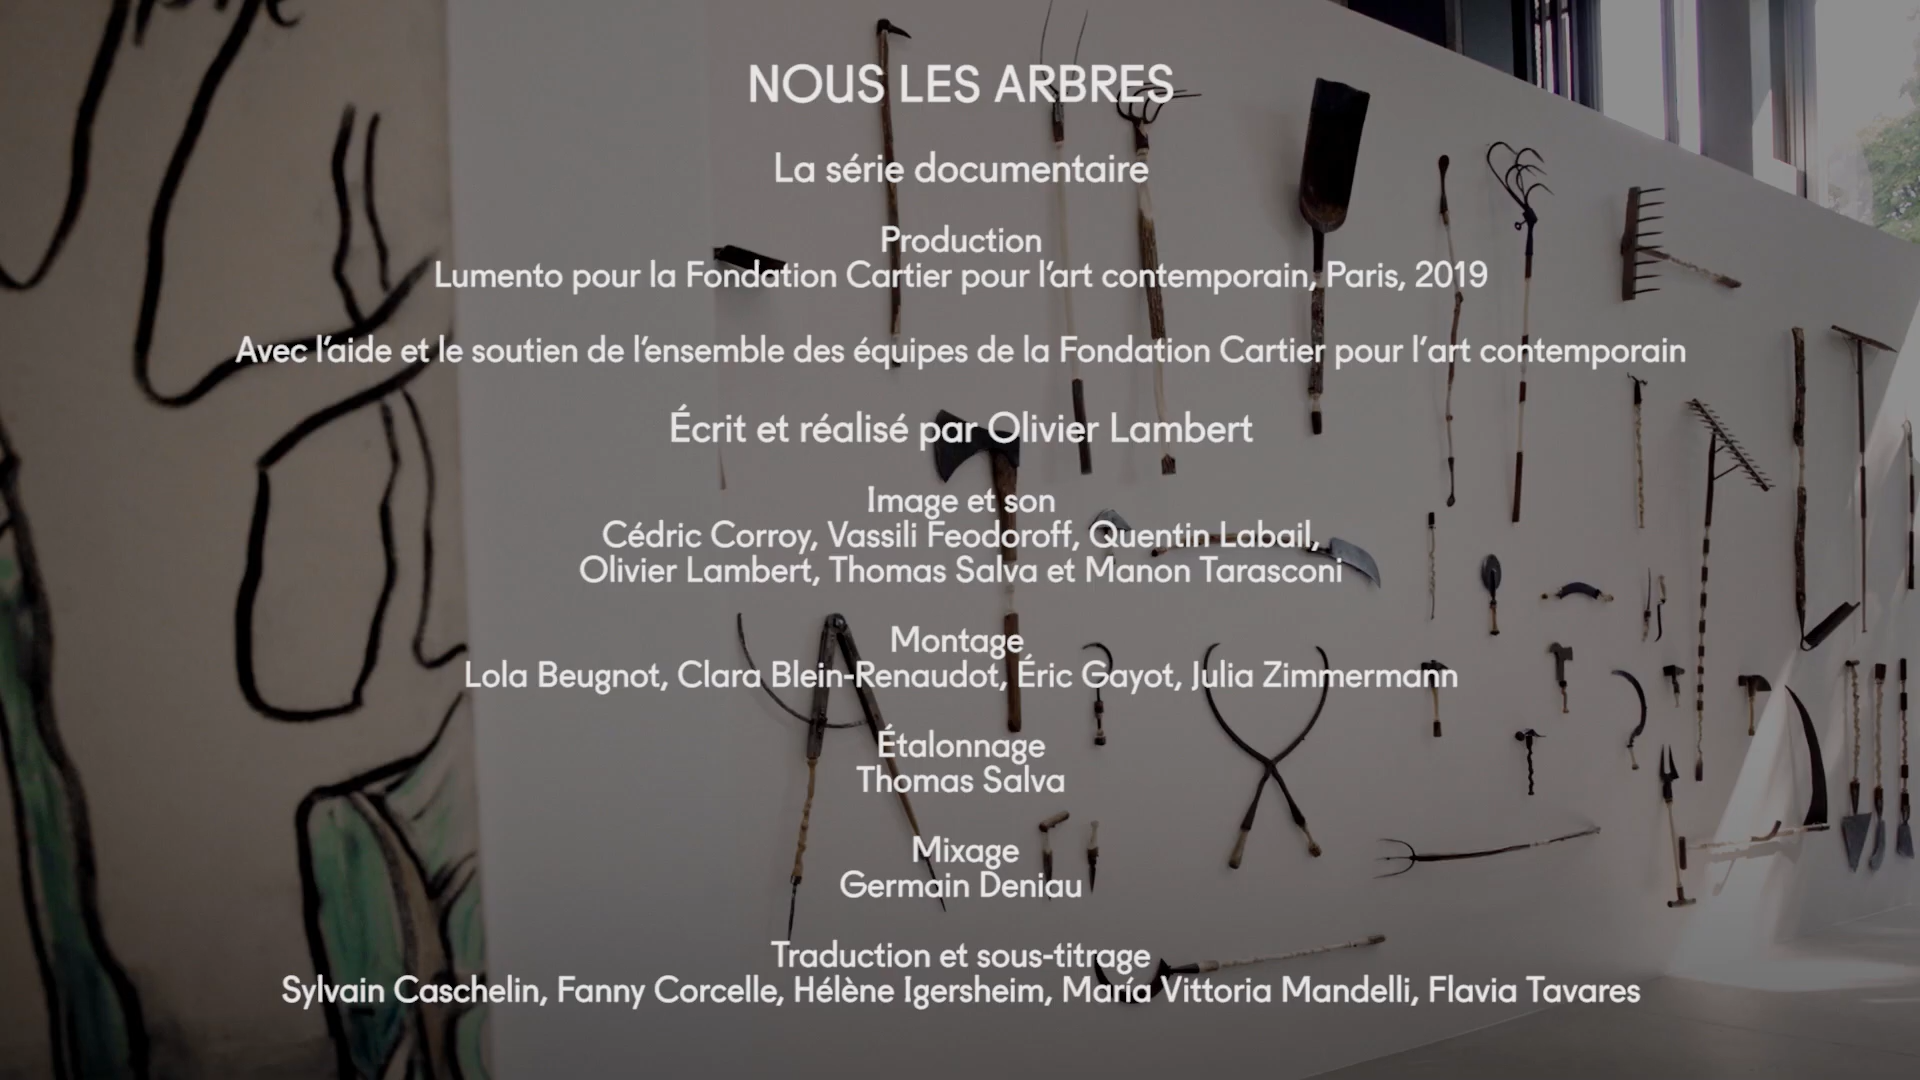 NOUS LES ARBRES
La série documentaire
Production
Lumento pour la Fondation Cartier pour l'art contemporain, Paris, 2019
Avec l'aide et le soutien de l'ensemble des équipes de la Fondation Cartier pour l'art contemporain
Écrit et réalisé par Olivier Lambert
Image et son
Cédric Corroy, Vassili Feodoroff, Quentin Labail,
Olivier Lambert, Thomas Salva et Manon Tarasconi
Montage
Lola Beugnot, Clara Blein-Renaudot, Éric Gayot, Julia Zimmermann
Étalonnage
Thomas Salva
Mixage
Germain Deniau
Traduction et sous-titrage
Sylvain Caschelin, Fanny Corcelle, Hélène Igersheim, María Vittoria Mandelli, Flavia Tavares